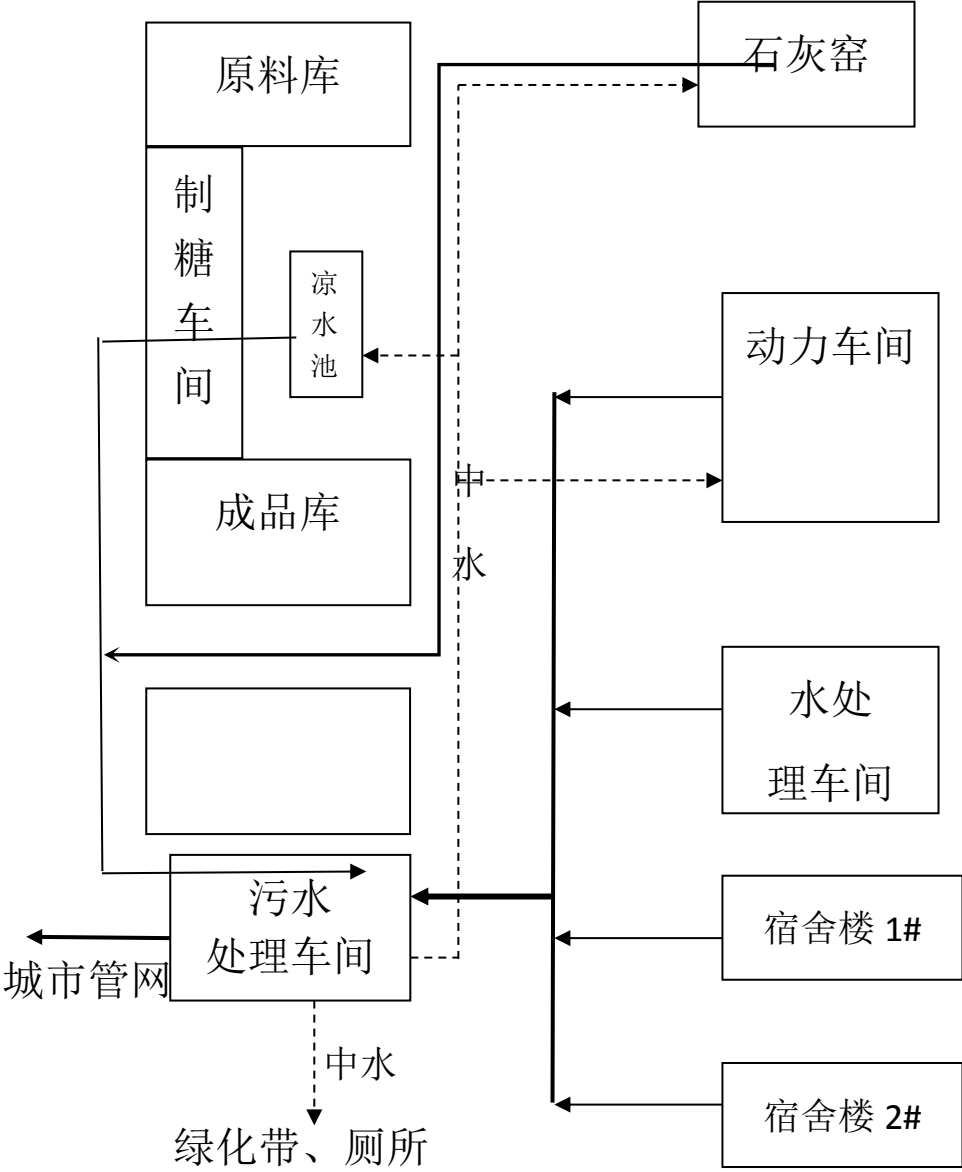 原料库
石灰窑
制
糖
车
间
凉
水
池
动力车间
成品库
中
水
水处
理车间
污水
处理车间
宿舍楼 1#
城市管网
中水
宿舍楼 2#
绿化带、厕所